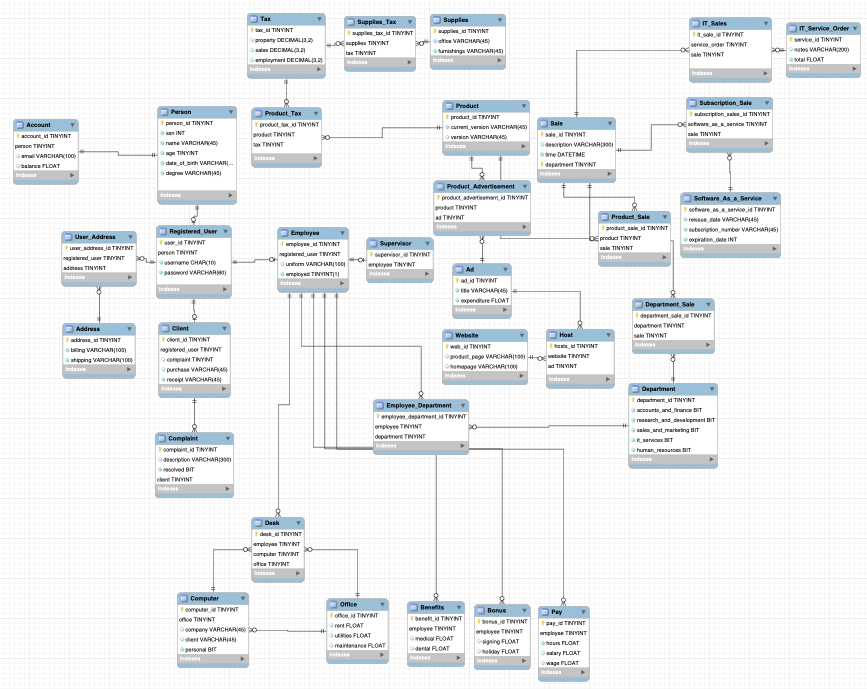 Tax
tax_id TINYINT
property DECIMAL(3,2)
sales DECIMAL(3,2)
employment DECIMAL(3,2)
Indexes
Supplies_Tax
supplies_tax_id TINYINT
supplies TINYINT
tax TINYINT
Indexes
Supplies
supplies_id TINYINT
office VARCHAR(45)
furnishings VARCHAR(45)
Indexes
IT_Sales
it_sale_id TINYINT
service_order TINYINT
sale TINYINT
Indexes
IT_Service_Order
service_id TINYINT
notes VARCHAR(200)
total FLOAT
Indexes
Account
account_id TINYINT
person TINYINT
email VARCHAR(100)
balance FLOAT
Indexes
Person
person_id TINYINT
ssn INT
name VARCHAR(45)
age TINYINT
date_of_birth VARCHAR(...
degree VARCHAR(45)
Indexes
Product_Tax
product_tax_id TINYINT
product TINYINT
tax TINYINT
Indexes
Product
product_id TINYINT
current_version VARCHAR(45)
version VARCHAR(45)
Indexes
Sale
sale_id TINYINT
description VARCHAR(300)
time DATETIME
department TINYINT
Indexes
Subscription_Sale
subscription_sales_id TINYINT
software_as_a_service TINYINT
sale TINYINT
Indexes
Product_Advertisement
product_advertisement_id TINYINT
product TINYINT
ad TINYINT
Indexes
Software_As_a_Service
software_as_a_service_id TINYINT
reissue_date VARCHAR(45)
subscription_number VARCHAR(45)
expiration_date INT
Indexes
Product_Sale
product_sale_id TINYINT
product TINYINT
sale TINYINT
Indexes
User_Address
user_address_id TINYINT
registered_user TINYINT
address TINYINT
Indexes
Registered_User
user_id TINYINT
person TINYINT
username CHAR(10)
password VARCHAR(60)
Indexes
Employee
employee_id TINYINT
registered_user TINYINT
uniform VARCHAR(100)
employed TINYINT(1)
Indexes
Supervisor
supervisor_id TINYINT
employee TINYINT
Indexes
Ad
ad_id TINYINT
title VARCHAR(45)
expenditure FLOAT
Indexes
Department_Sale
department_sale_id TINYINT
department TINYINT
sale TINYINT
Indexes
Address
address_id TINYINT
billing VARCHAR(100)
shipping VARCHAR(100)
Indexes
Client
client_id TINYINT
registered_user TINYINT
complaint TINYINT
purchase VARCHAR(45)
receipt VARCHAR(45)
Indexes
Website
web_id TINYINT
product_page VARCHAR(100)
homepage VARCHAR(100)
Indexes
Host
hosts_id TINYINT
website TINYINT
ad TINYINT
Indexes
Department
department_id TINYINT
accounts_and_finance BIT
research_and_development BIT
sales_and_marketing BIT
it_services BIT
human_resources BIT
Indexes
Employee_Department
employee_department_id TINYINT
employee TINYINT
department TINYINT
Indexes
Complaint
complaint_id TINYINT
description VARCHAR(300)
resolved BIT
client TINYINT
Indexes
Desk
desk_id TINYINT
employee TINYINT
computer TINYINT
office TINYINT
Indexes
Computer
computer_id TINYINT
office TINYINT
company VARCHAR(45)
client VARCHAR(45)
personal BIT
Indexes
Office
office_id TINYINT
rent FLOAT
utilities FLOAT
maintenance FLOAT
Indexes
Benefits
benefit_id TINYINT
employee TINYINT
medical FLOAT
dental FLOAT
Indexes
Bonus
bonus_id TINYINT
employee TINYINT
signing FLOAT
holiday FLOAT
Indexes
Pay
pay_id TINYINT
employee TINYINT
hours FLOAT
salary FLOAT
wage FLOAT
Indexes